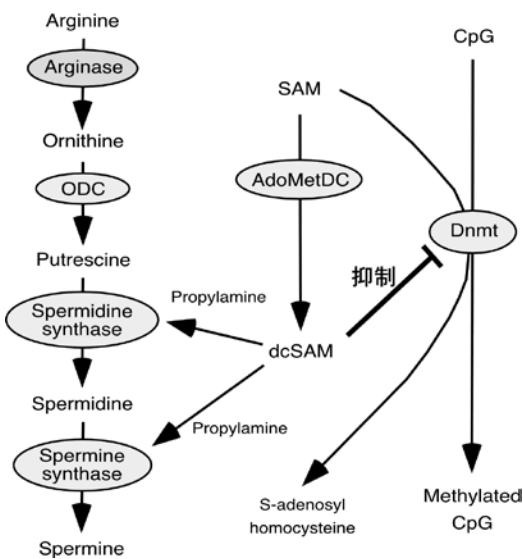 Arginine
Arginase
Ornithine
ODC
Putrescine
Spermidine
synthase
Spermidine
Spermine
synthase
Spermine
SAM
AdoMetDC
Propylamine
dcSAM
Propylamine
抑制
CpG
Dnmt
S-adenosyl
homocysteine
Methylated
CpG